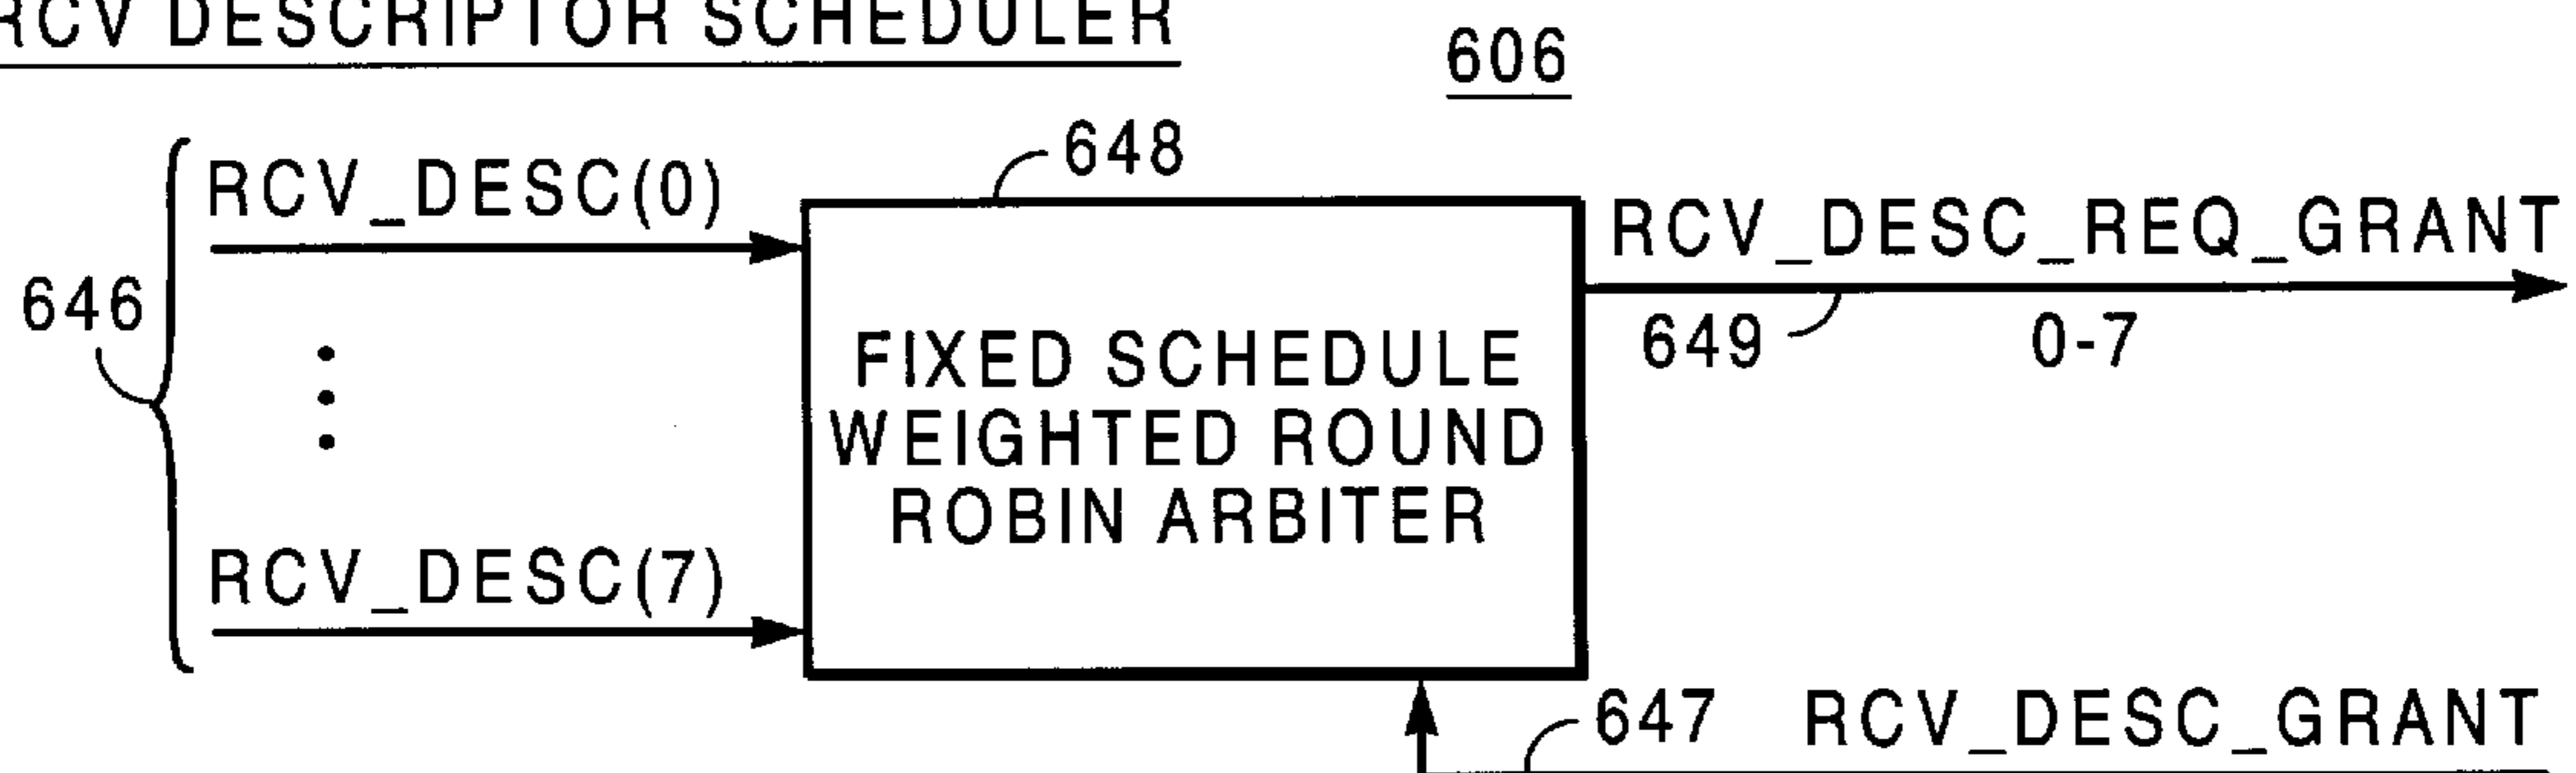 RCV DESCRIPTOR SCHEDULER
606
648
RCV_DESC(0)
RCV_DESC_REQ_GRANT
646
649
0-7
FIXED SCHEDULE
WEIGHTED ROUND
ROBIN ARBITER
RCV_DESC(7)
647
RCV_DESC_GRANT